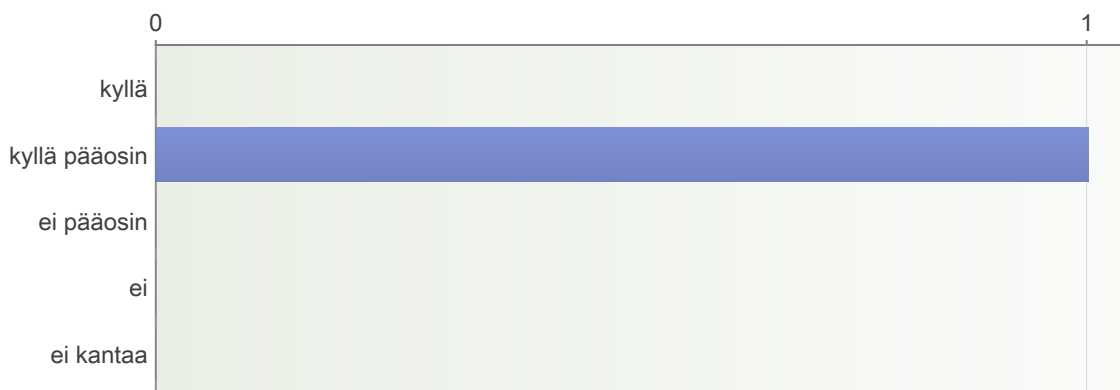 0 1
kyllä
kyllä pääosin
ei pääosin
ei
ei kantaa